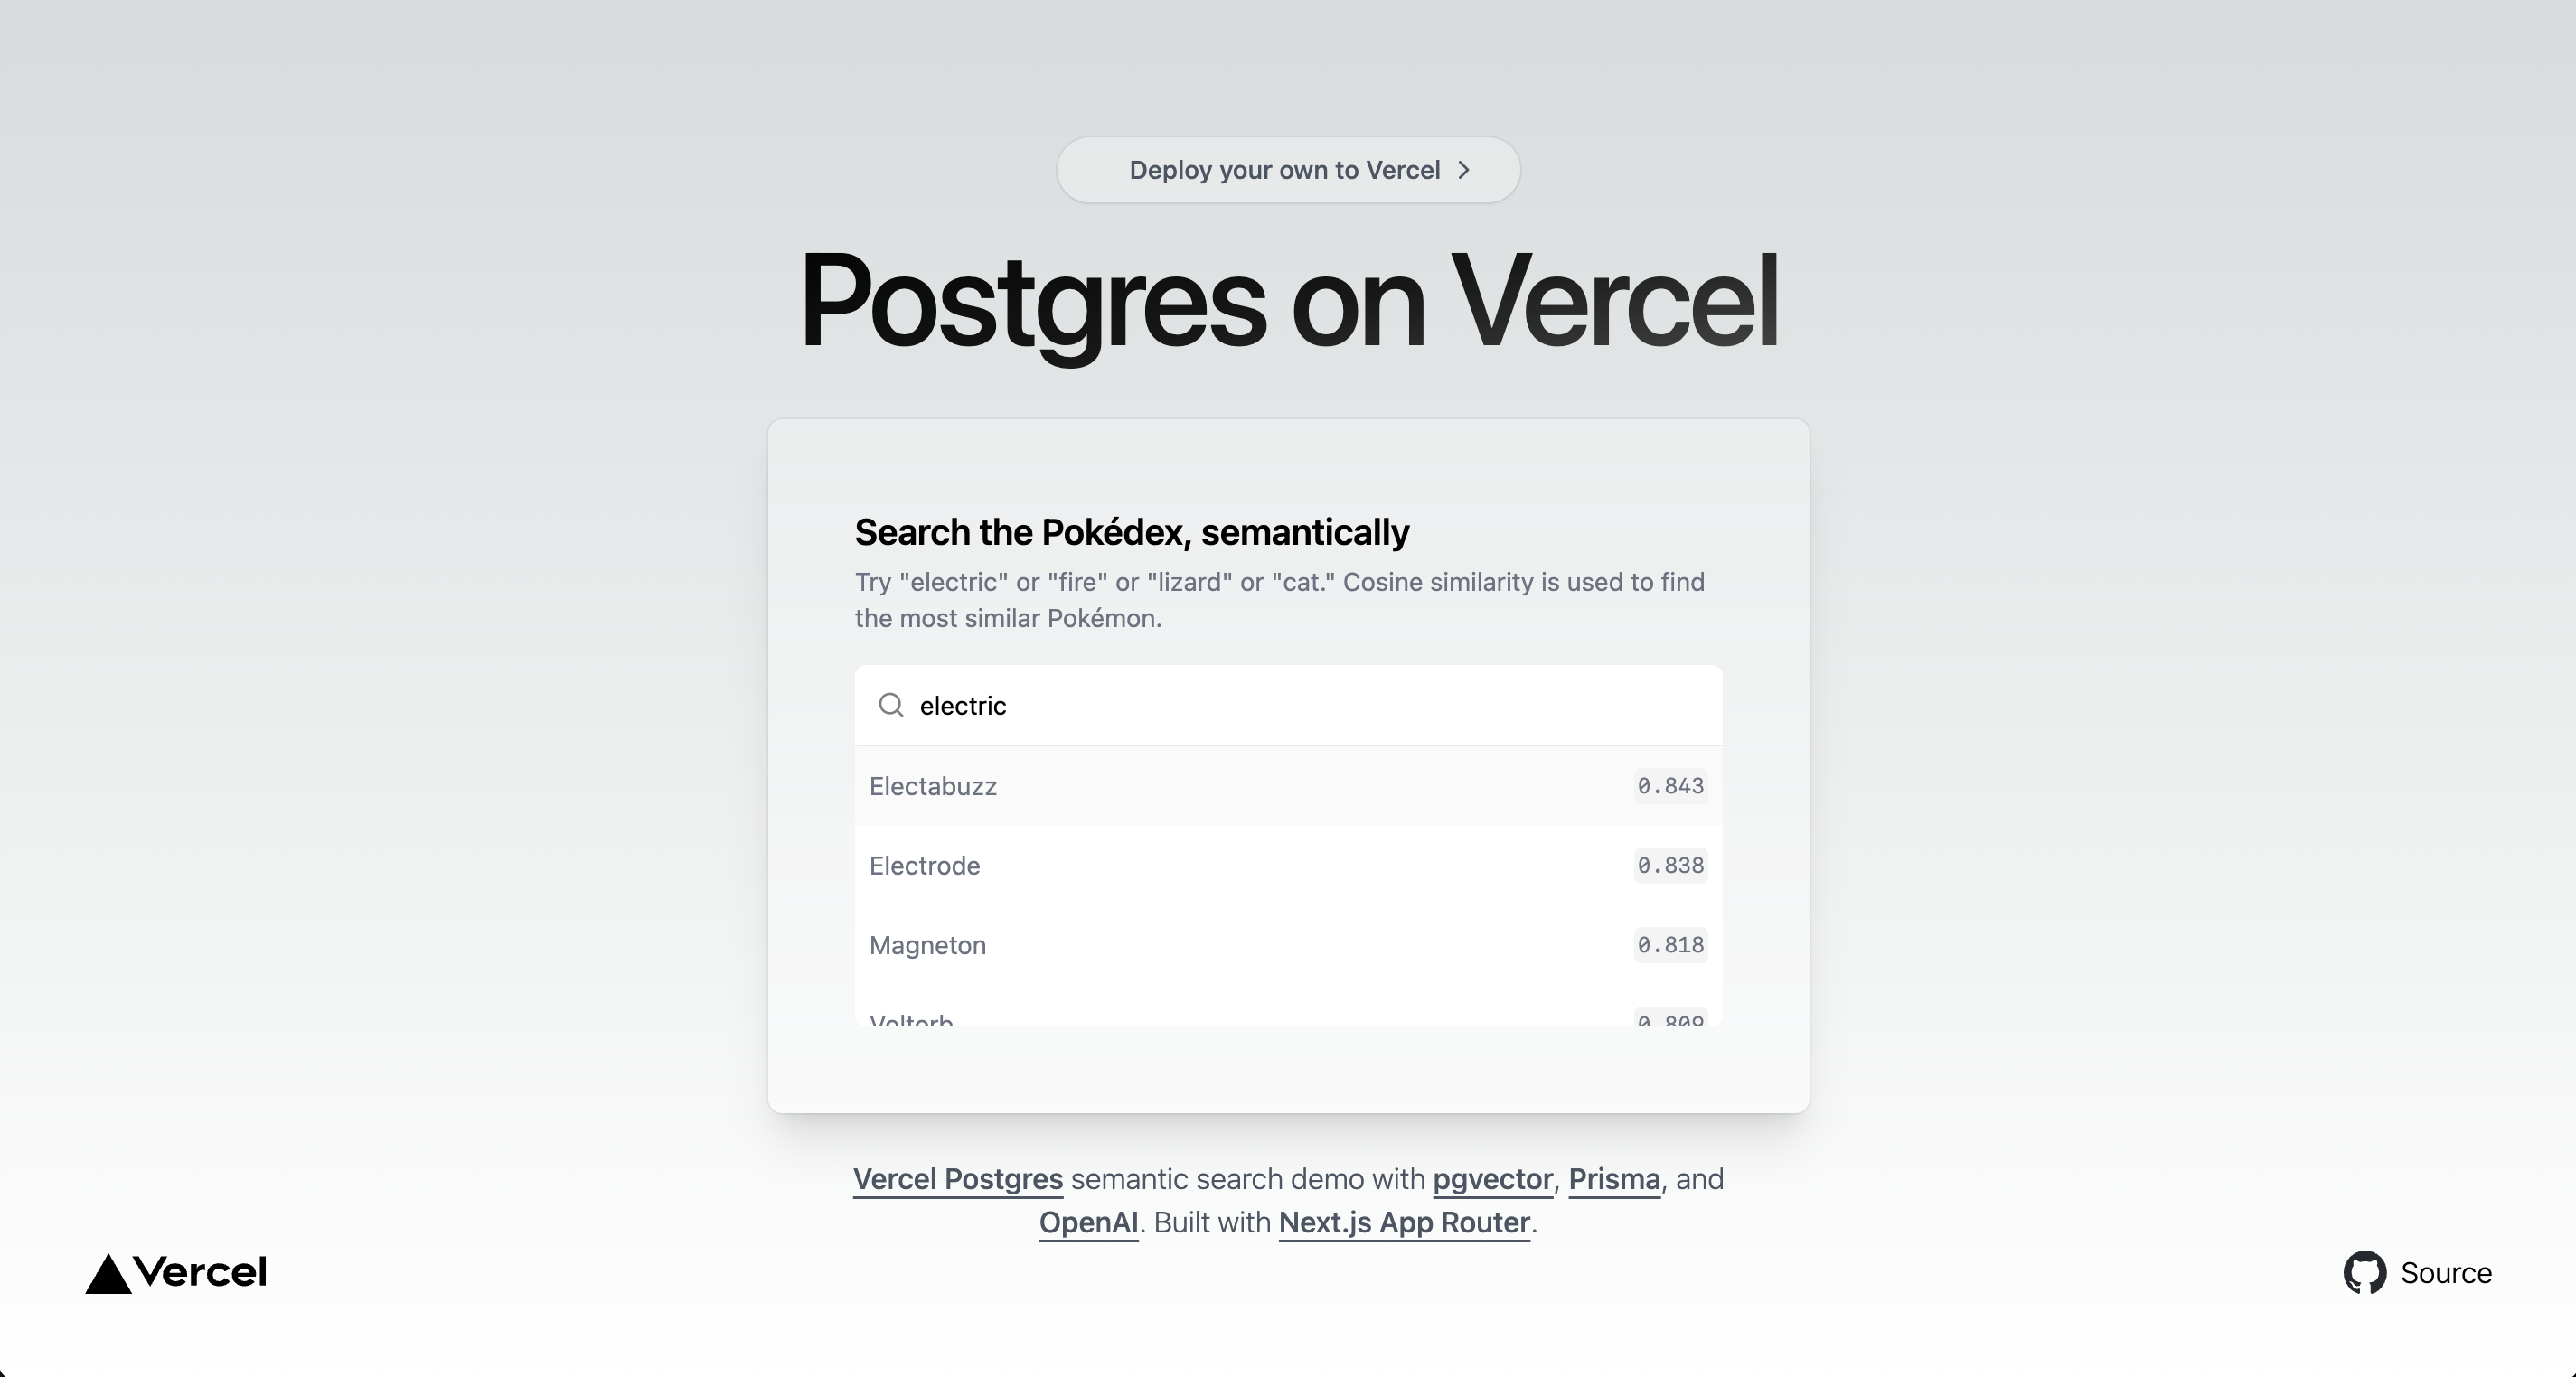 Deploy your own to Vercel
Postgres on Vercel
Search the Pokédex, semantically
Try "electric" or "fire" or "lizard" or "cat." Cosine similarity is used to find
the most similar Pokémon.
electric
Electabuzz 0.843
Electrode 0.838
Magneton 0.818
Voltorb 0.809
Vercel Postgres semantic search demo with pgvector, Prisma, and
OpenAI. Built with Next.js App Router.
Vercel
Source